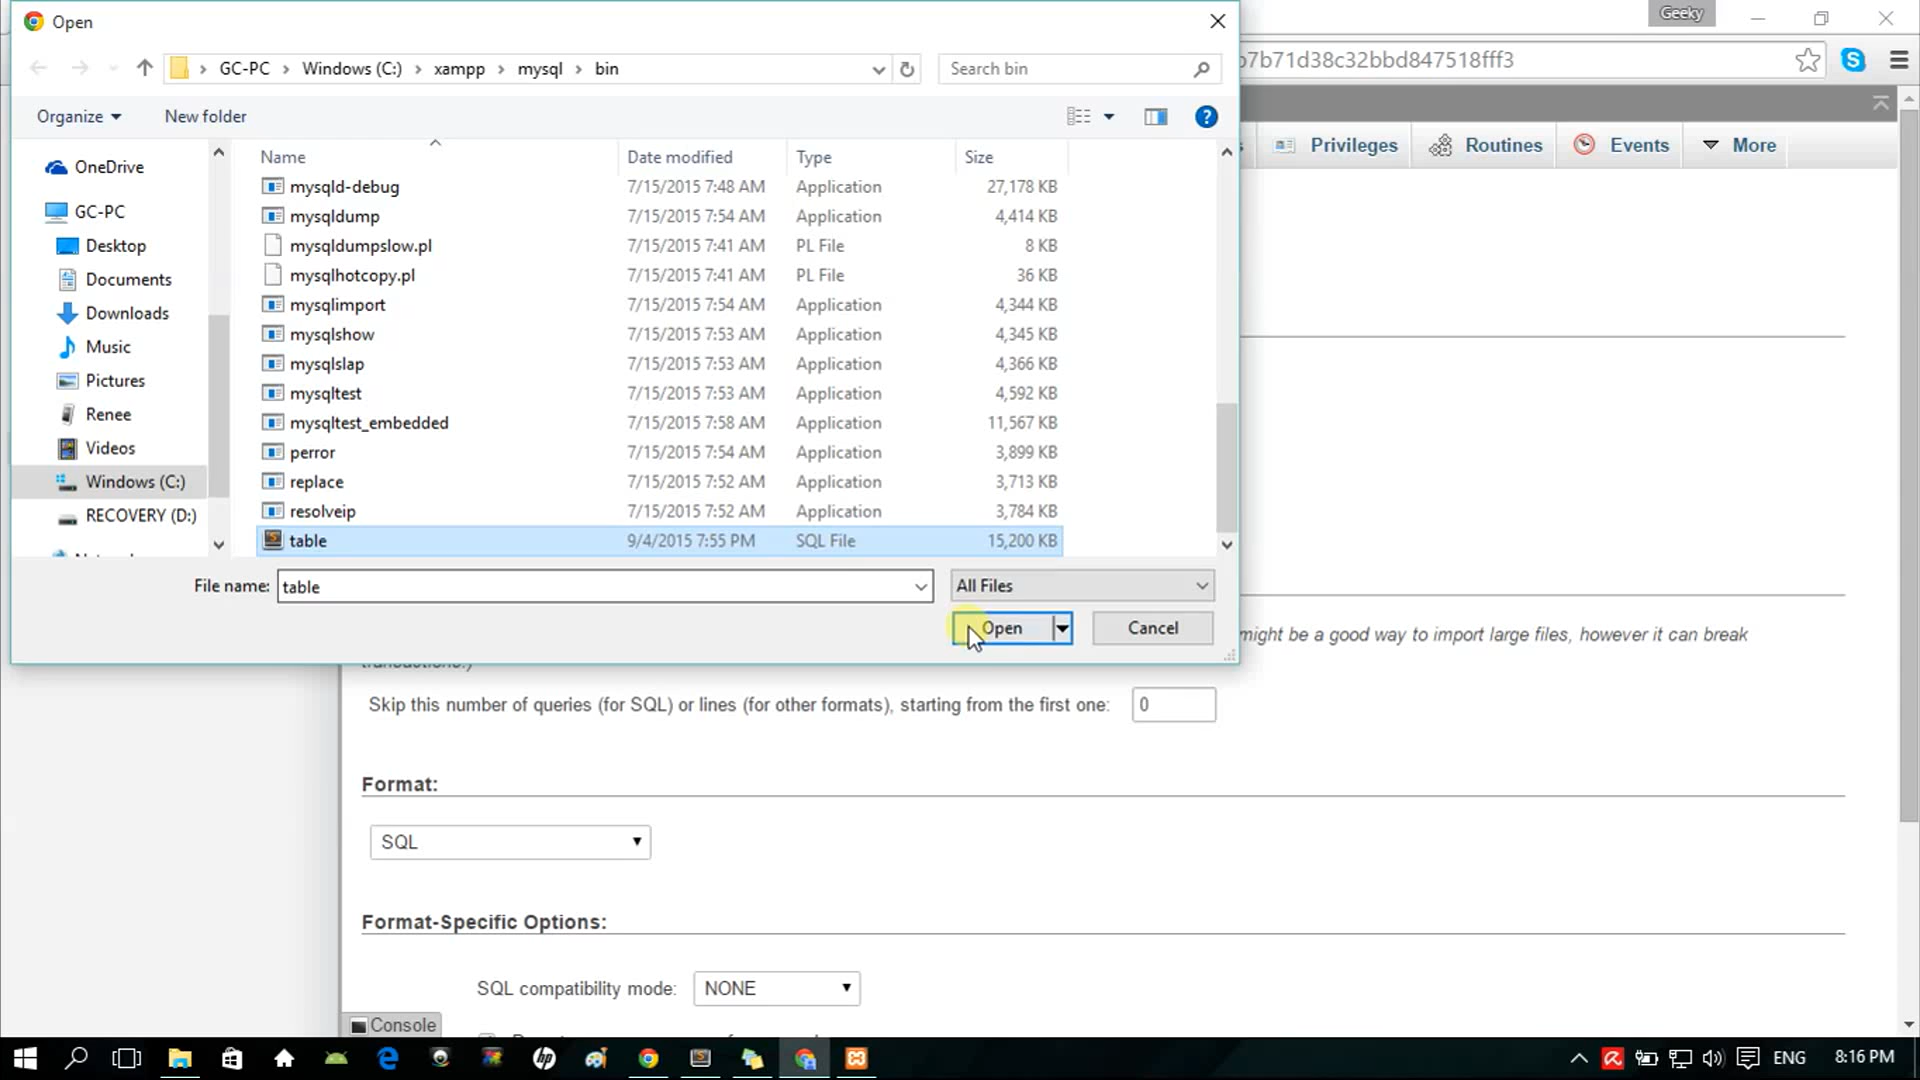 Open
Geeky
GC-PC > Windows (C:) > xampp > mysql > bin
Search bin
b7b71d38c32bbd847518fff3
Organize
New folder
Privileges
Routines
Events
More
OneDrive
GC-PC
Desktop
Documents
Downloads
Music
Pictures
Renee
Videos
Windows (C:)
RECOVERY (D:)
Name Date modified Type Size
mysqld-debug 7/15/2015 7:48 AM Application 27,178 KB
mysqldump 7/15/2015 7:54 AM Application 4,414 KB
mysqldumpslow.pl 7/15/2015 7:41 AM PL File 8 KB
mysqlhotcopy.pl 7/15/2015 7:41 AM PL File 36 KB
mysqlimport 7/15/2015 7:54 AM Application 4,344 KB
mysqlshow 7/15/2015 7:53 AM Application 4,345 KB
mysqlslap 7/15/2015 7:53 AM Application 4,366 KB
mysqltest 7/15/2015 7:53 AM Application 4,592 KB
mysqltest_embedded 7/15/2015 7:58 AM Application 11,567 KB
perror 7/15/2015 7:54 AM Application 3,899 KB
replace 7/15/2015 7:52 AM Application 3,713 KB
resolveip 7/15/2015 7:52 AM Application 3,784 KB
table 9/4/2015 7:55 PM SQL File 15,200 KB
File name: table
All Files
Open
Cancel
might be a good way to import large files, however it can break
transactions.)
Skip this number of queries (for SQL) or lines (for other formats), starting from the first one: 0
Format:
SQL
Format-Specific Options:
SQL compatibility mode: NONE
Console
ENG
8:16 PM